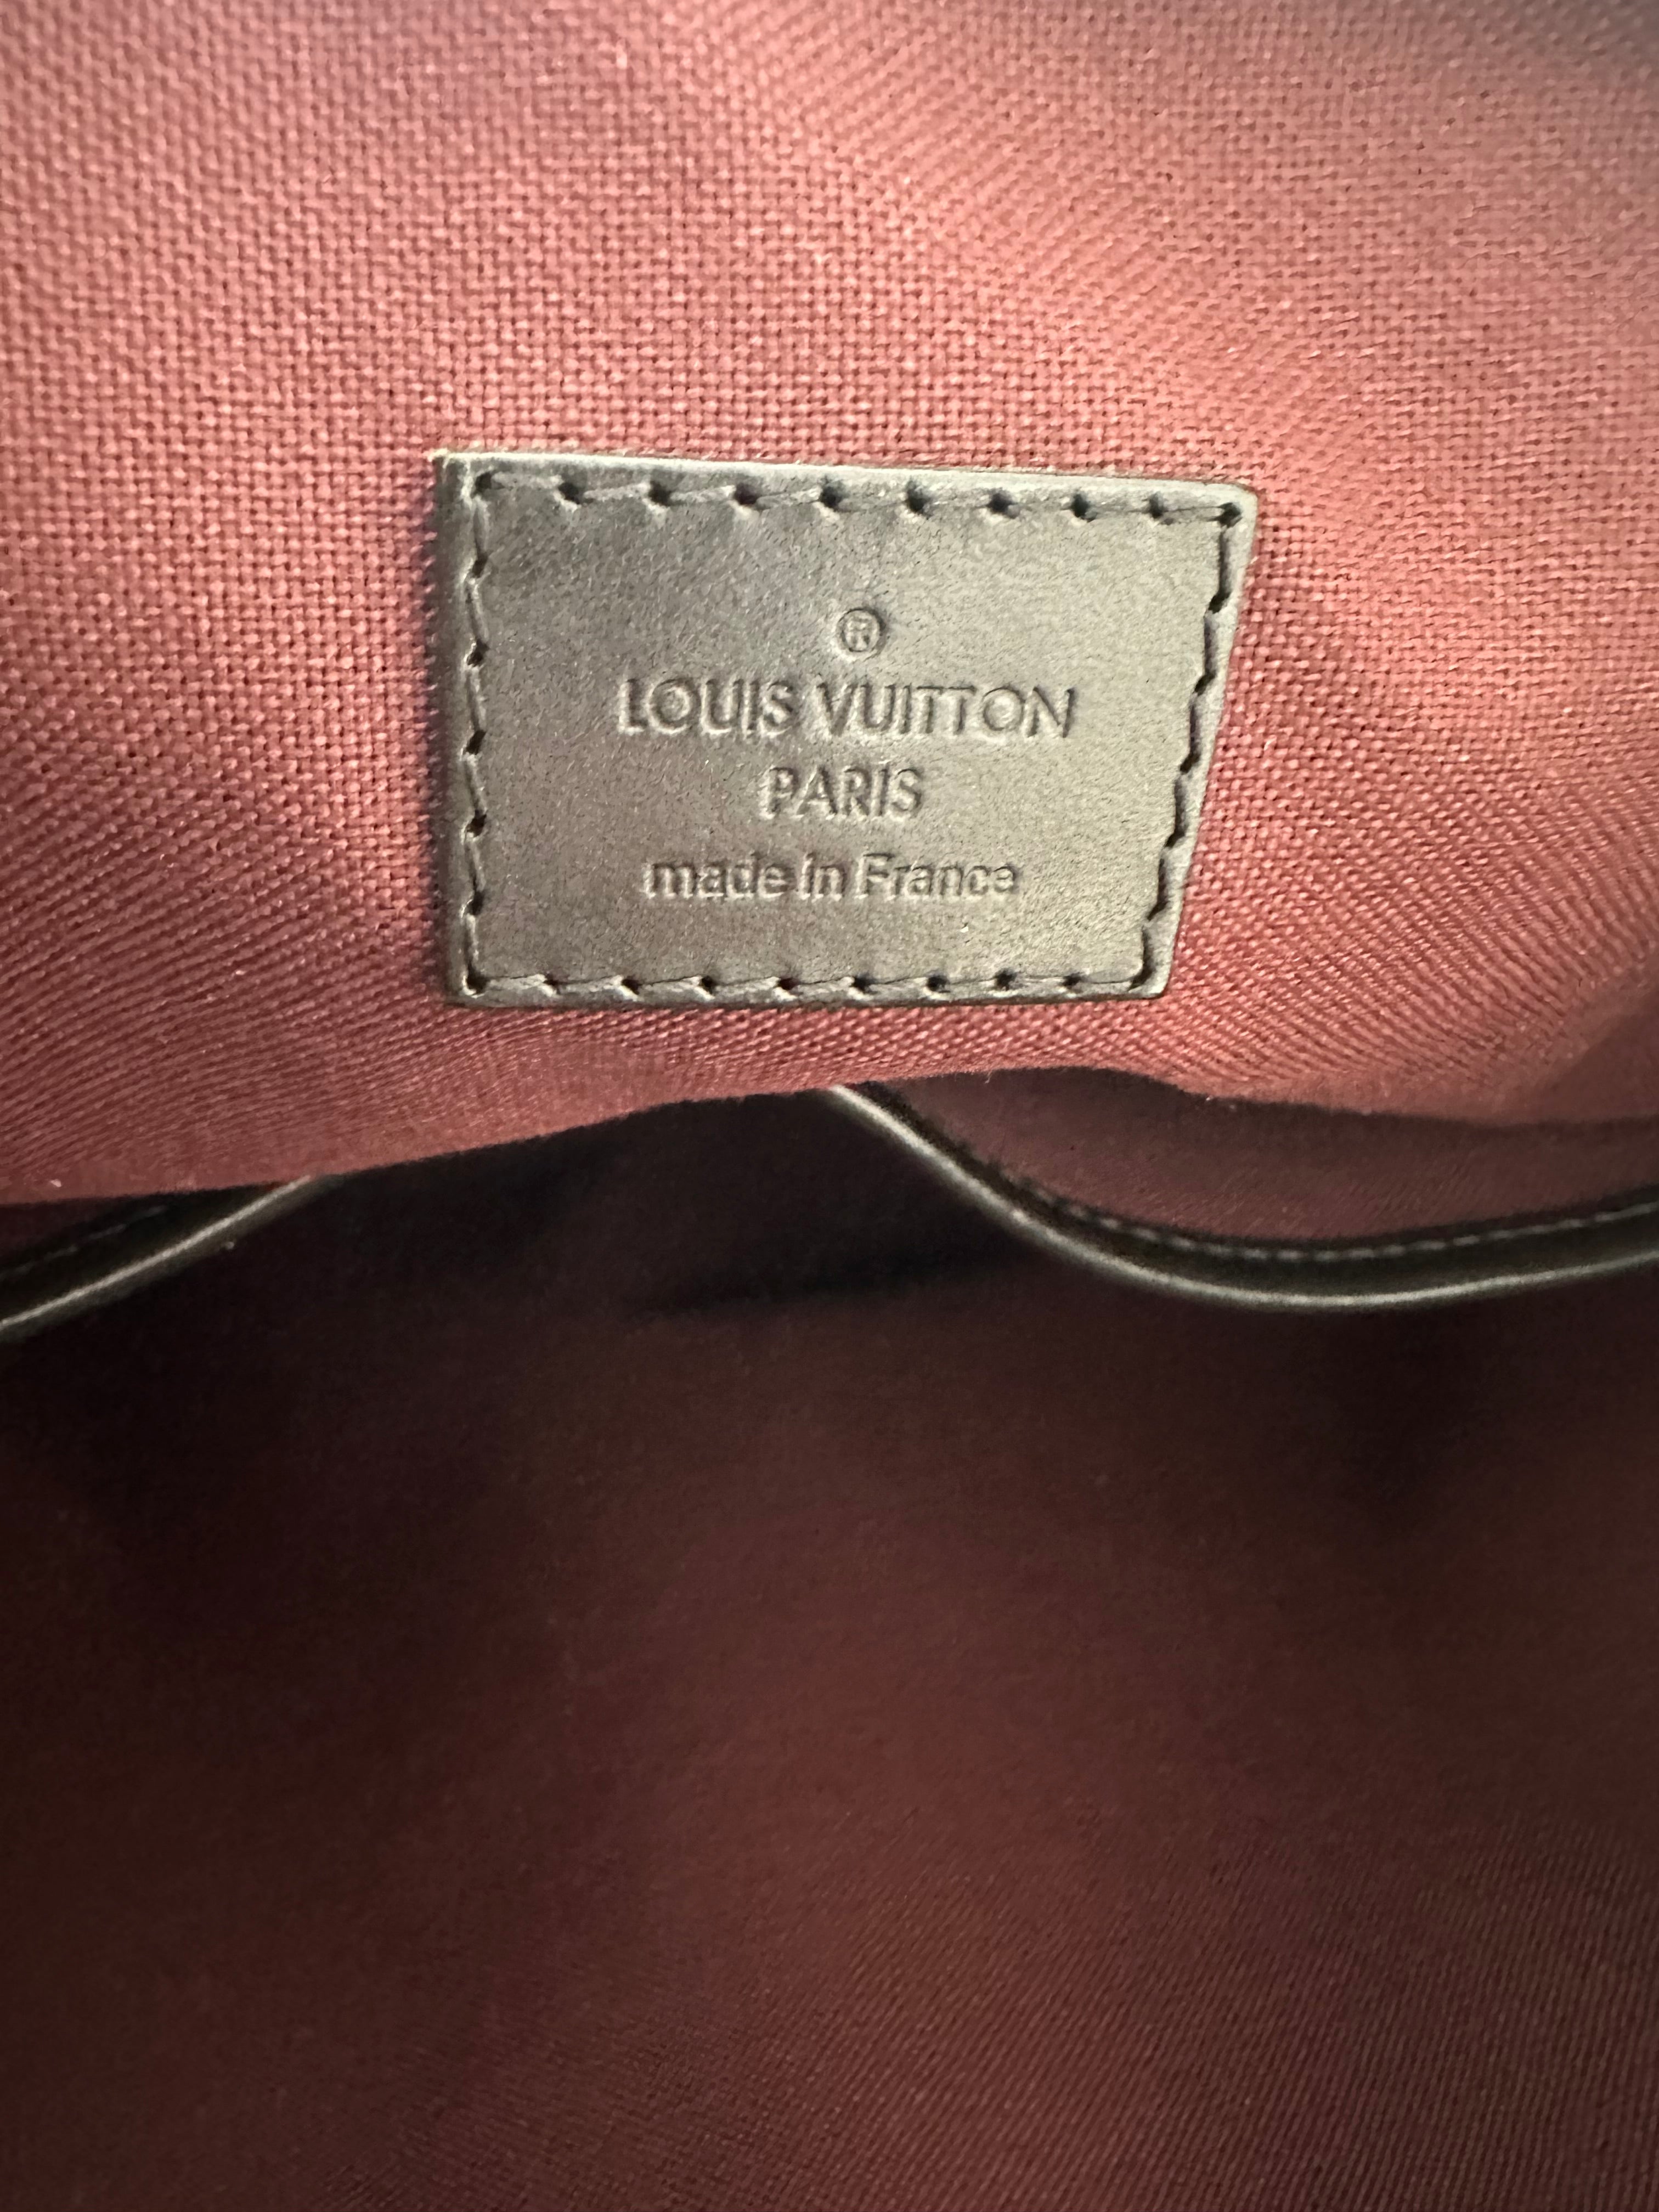 ®
LOUIS VUITTON
PARIS
made in France